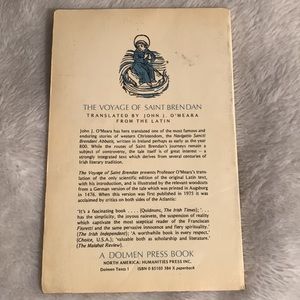 THE VOYAGE OF SAINT BRENDAN
TRANSLATED BY JOHN J. O'MEARA
FROM THE LATIN
John J. O'Meara has here translated one of the most famous and
enduring stories of western Christendom, the Navigatio Sancti
Brendani Abbatis, written in Ireland perhaps as early as the year
800. While the routes of Saint Brendan's journeys remain a
subject of controversy, the tale itself is of great interest - a
strongly integrated text which derives from several centuries of
Irish literary tradition.
The Voyage of Saint Brendan presents Professor O'Meara's trans-
lation of the only scientific edition of the original Latin text,
with his introduction, and is illustrated by the relevant woodcuts
from a German version of the tale which was printed in Augsburg
in 1476. When this version was first published in 1975 it was
acclaimed by critics on both sides of the Atlantic:
'It's a fascinating book . . . .' (Quidnunc, The Irish Times); '. . .
has the simplicity, the joyous naivete, the suspension of reality
which captivate the most sceptical reader of the Franciscan
Fioretti and the same pervasive innocence and fiery spirituality.'
(The Irish Independent); 'A worthwhile book in every respect.'
(Choice, U.S.A.); 'valuable both as scholarship and literature.'
(The Malahat Review).
A DOLMEN PRESS BOOK
NORTH AMERICA: HUMANITIES PRESS INC.
Dolmen Texts 1 ISBN 0 85105 384 X paperback